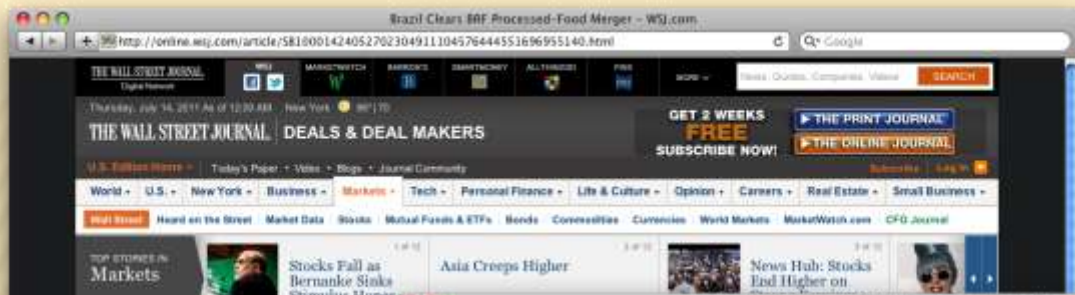 Brazil Clears BRF Processed-Food Merger – WSJ.com
http://online.wsj.com/article/SB10001424052702304911104576444551696955140.html
Google
THE WALL STREET JOURNAL.
Digital Network
WSJ
MARKETWATCH
BARRON'S
SMARTMONEY
ALLTHINGSD
MORE
News, Quotes, Companies, Videos
SEARCH
Thursday, July 14, 2011 As of 12:00 AM New York
THE WALL STREET JOURNAL DEALS & DEAL MAKERS
GET 2 WEEKS
FREE
SUBSCRIBE NOW!
THE PRINT JOURNAL
THE ONLINE JOURNAL
U.S. Edition Home Today's Paper • Video • Blogs • Journal Community
Subscribe Log In
World U.S. New York Business Markets Tech Personal Finance Life & Culture Opinion Careers Real Estate Small Business
Wall Street Heard on the Street Market Data Stocks Mutual Funds & ETFs Bonds Commodities Currencies World Markets MarketWatch.com CFO Journal
TOP STORIES IN
Markets
1 of 12
Stocks Fall as
Bernanke Sinks
Asia Creeps Higher
News Hub: Stocks
End Higher on